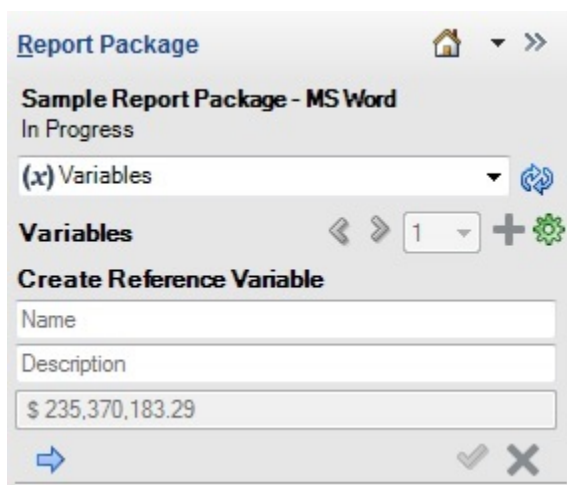 Report Package
Sample Report Package - MS Word
In Progress
(x) Variables
Variables 1
Create Reference Variable
Name
Description
$ 235,370,183.29